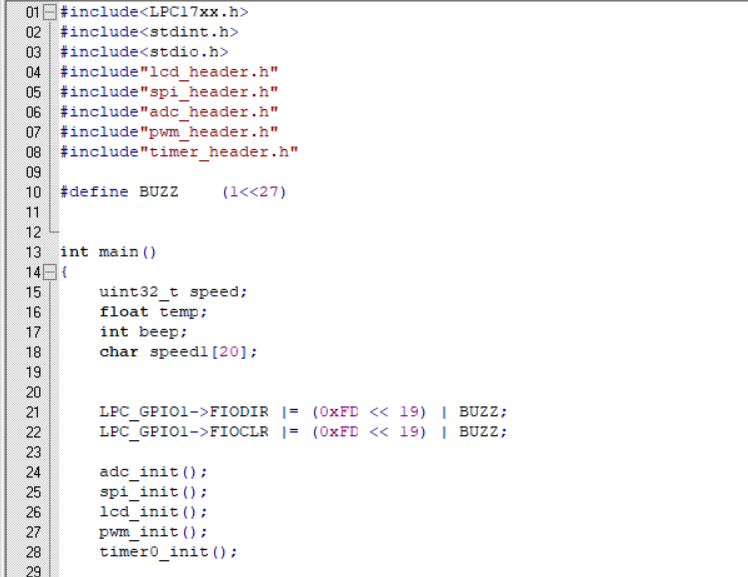 01 #include<LPC17xx.h>
02 #include<stdint.h>
03 #include<stdio.h>
04 #include"lcd_header.h"
05 #include"spi_header.h"
06 #include"adc_header.h"
07 #include"pwm_header.h"
08 #include"timer_header.h"
09
10 #define BUZZ    (1<<27)
11
12
13 int main()
14 {
15     uint32_t speed;
16     float temp;
17     int beep;
18     char speed1[20];
19
20
21     LPC_GPIO1->FIODIR |= (0xFD << 19) | BUZZ;
22     LPC_GPIO1->FIOCLR |= (0xFD << 19) | BUZZ;
23
24     adc_init();
25     spi_init();
26     lcd_init();
27     pwm_init();
28     timer0_init();
29